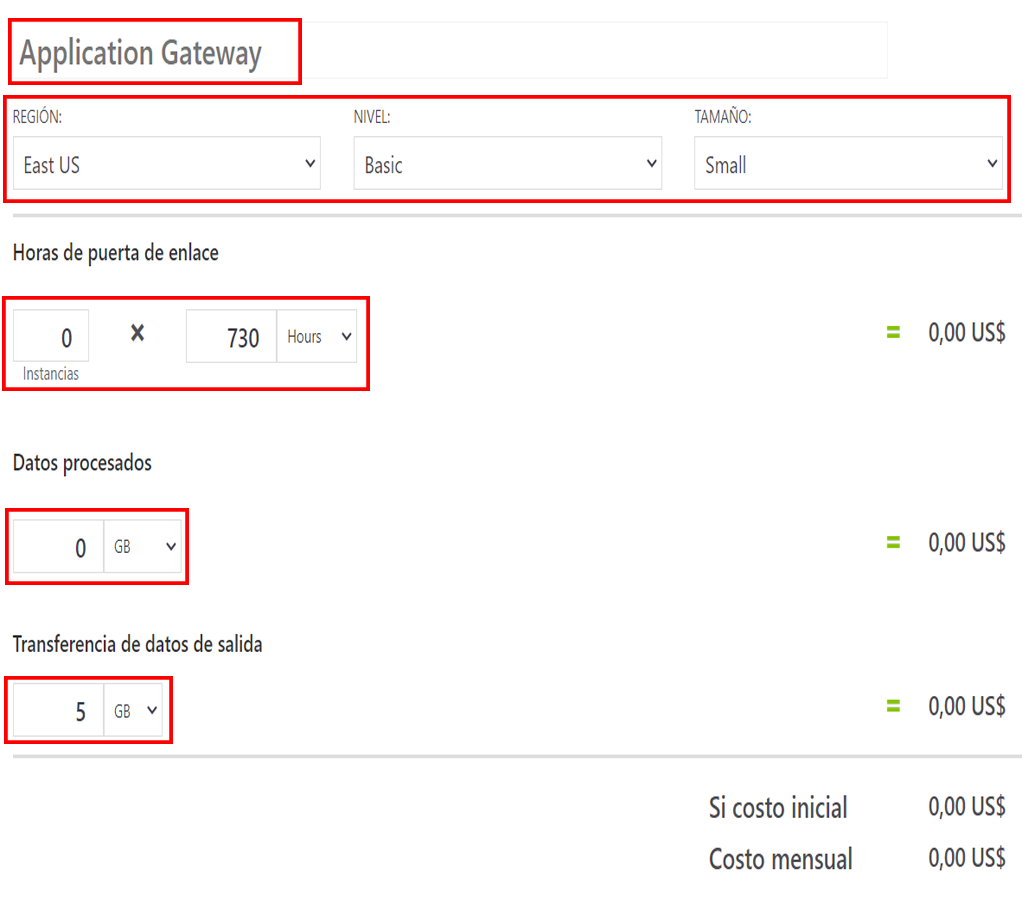 Application Gateway
REGIÓN: NIVEL: TAMAÑO:
East US Basic Small
Horas de puerta de enlace
0 × 730 Hours = 0,00 US$
Instancias
Datos procesados
0 GB = 0,00 US$
Transferencia de datos de salida
5 GB = 0,00 US$
Si costo inicial 0,00 US$
Costo mensual 0,00 US$